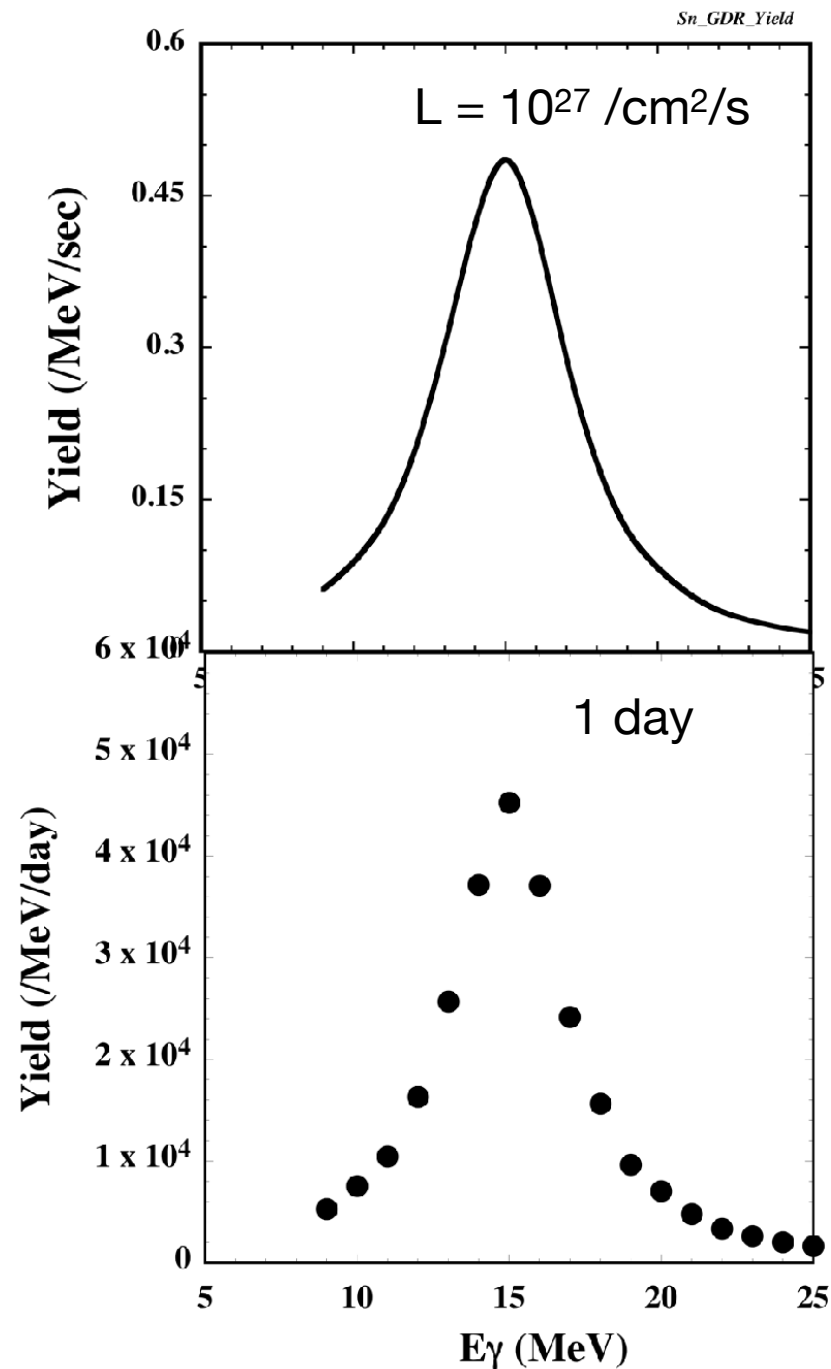 Sn_GDR_Yield
0.6
L = 10²⁷ /cm²/s
0.45
Yield (/MeV/sec)
0.3
0.15
6 x 10⁴
5
5
1 day
5 x 10⁴
4 x 10⁴
Yield (/MeV/day)
3 x 10⁴
2 x 10⁴
1 x 10⁴
0
5 10 15 20 25
Eγ (MeV)